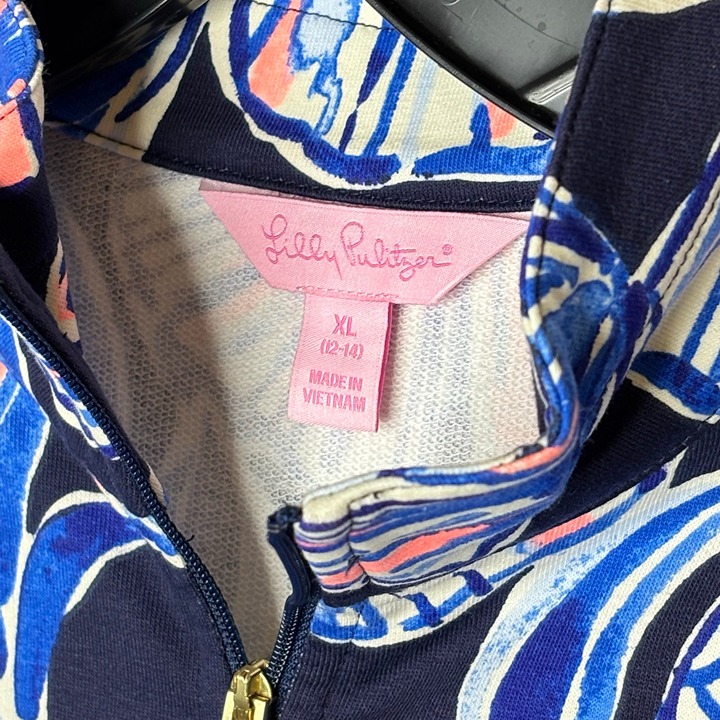 Lilly Pulitzer®
XL
(12-14)
MADE IN
VIETNAM